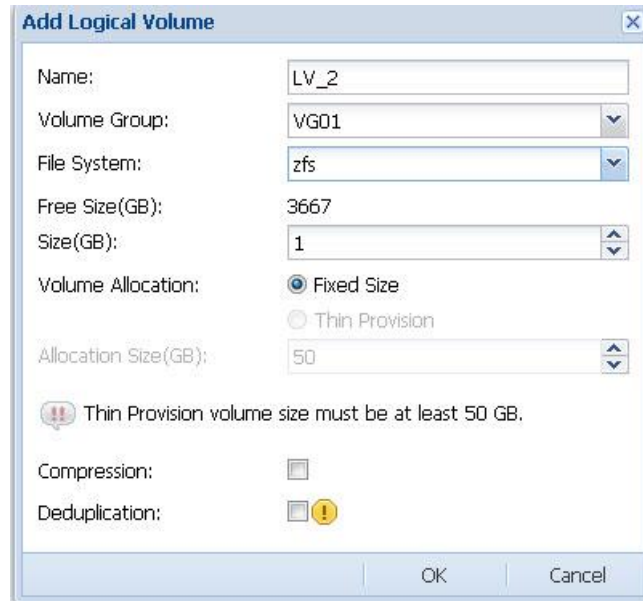 Add Logical Volume
Name: LV_2
Volume Group: VG01
File System: zfs
Free Size(GB): 3667
Size(GB): 1
Volume Allocation: Fixed Size
Thin Provision
Allocation Size(GB): 50
!! Thin Provision volume size must be at least 50 GB.
Compression:
Deduplication: !
OK Cancel